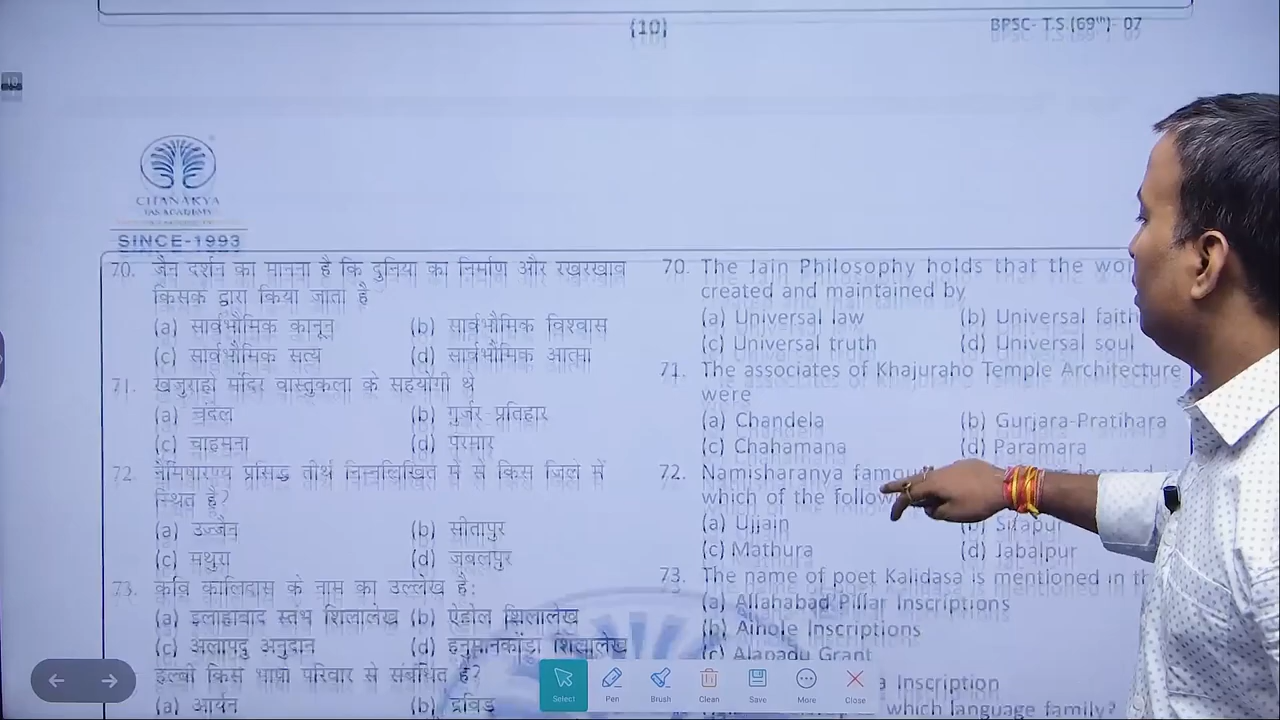 (10)
BPSC- T.S.(69th)- 07
CHANAKYA
IAS ACADEMY
SINCE-1993
70. जैन दर्शन का मानना है कि दुनिया का निर्माण और रखरखाव
किसके द्वारा किया जाता है
(a) सार्वभौमिक कानून (b) सार्वभौमिक विश्वास
(c) सार्वभौमिक सत्य (d) सार्वभौमिक आत्मा
71. खजुराहो मंदिर वास्तुकला के सहयोगी थे
(a) चंदेल (b) गुर्जर प्रतिहार
(c) चाहमना (d) परमार
72. नैमिषारण्य प्रसिद्ध तीर्थ निम्नलिखित में से किस जिले में
स्थित है?
(a) उज्जैन (b) सीतापुर
(c) मथुरा (d) जबलपुर
73. कवि कालिदास के नाम का उल्लेख है:
(a) इलाहाबाद स्तंभ शिलालेख (b) ऐहोल शिलालेख
(c) अलापदु अनुदान (d) हनुमानकोंडा शिलालेख
हल्बी किस भाषा परिवार से संबंधित है?
(a) आर्यन (b) द्रविड़
70. The Jain Philosophy holds that the
created and maintained by
(a) Universal law (b) Universal faith
(c) Universal truth (d) Universal soul
71. The associates of Khajuraho Temple Architecture
were
(a) Chandela (b) Gurjara-Pratihara
(c) Chahamana (d) Paramara
72. Namisharanya located
which of the
(a) Ujjain (b) Sitapur
(c) Mathura (d) Jabalpur
73. The name of poet Kalidasa is mentioned in
(a) Allahabad Pillar Inscriptions
(b) Aihole Inscriptions
(c) Alapadu Grant
Inscription
which language family?
Select Pen Brush Clean Save More Close